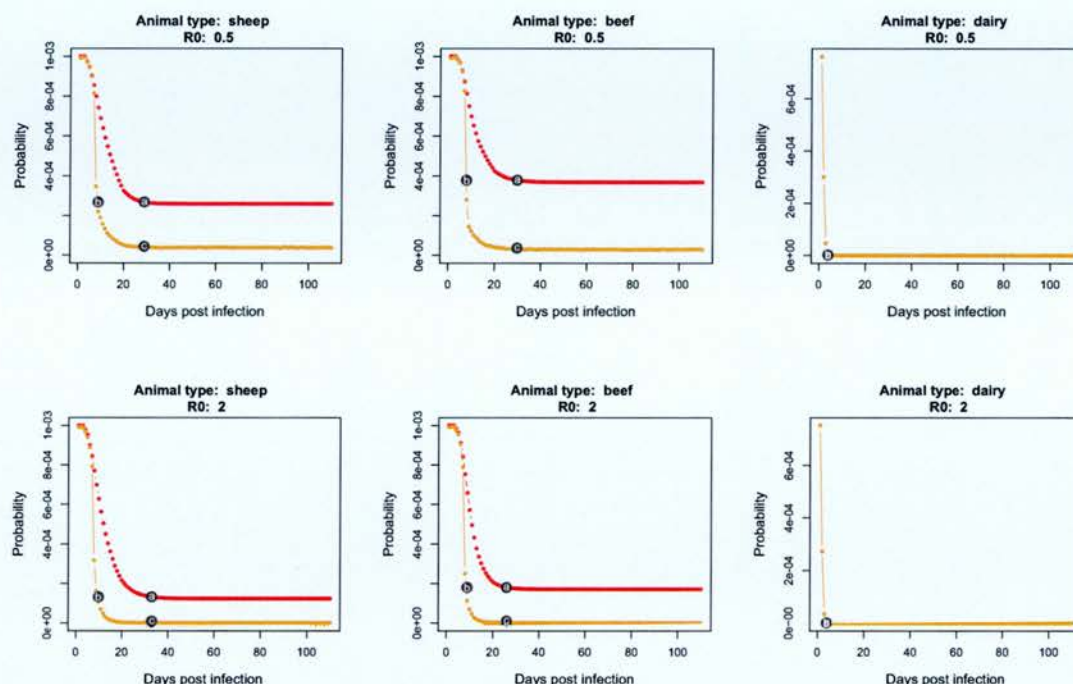 Animal type: sheep
R0: 0.5
Probability
1e-03
8e-04
6e-04
4e-04
0e+00
b
a
c
0 20 40 60 80 100
Days post infection
Animal type: beef
R0: 0.5
Probability
1e-03
8e-04
6e-04
4e-04
0e+00
b
a
c
0 20 40 60 80 100
Days post infection
Animal type: dairy
R0: 0.5
Probability
6e-04
4e-04
2e-04
0e+00
b
0 20 40 60 80 100
Days post infection
Animal type: sheep
R0: 2
Probability
1e-03
8e-04
6e-04
4e-04
0e+00
b
a
c
0 20 40 60 80 100
Days post infection
Animal type: beef
R0: 2
Probability
1e-03
8e-04
6e-04
4e-04
0e+00
b
a
c
0 20 40 60 80 100
Days post infection
Animal type: dairy
R0: 2
Probability
6e-04
4e-04
2e-04
0e+00
b
0 20 40 60 80 100
Days post infection